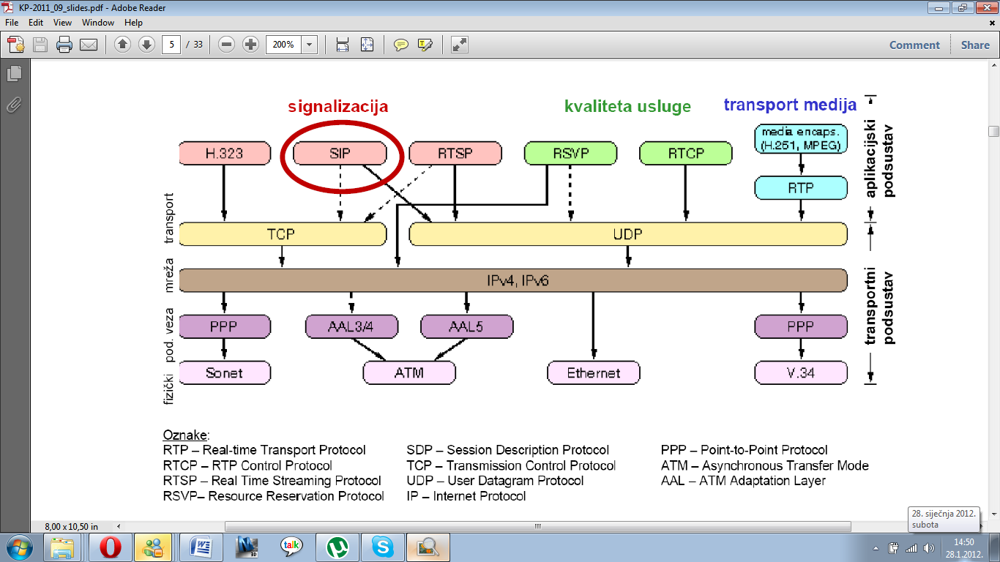 KP-2011_09_slides.pdf - Adobe Reader
File Edit View Window Help
5 / 33 200% Comment Share
signalizacija kvaliteta usluge transport medija
H.323 SIP RTSP RSVP RTCP media encaps.
(H.261, MPEG)
RTP
aplikacijski
podsustav
transport
TCP UDP
mreža
IPv4, IPv6
transportni
podsustav
pod. veza
PPP AAL3/4 AAL5 PPP
fizički
Sonet ATM Ethernet V.34
Oznake:
RTP – Real-time Transport Protocol
RTCP – RTP Control Protocol
RTSP – Real Time Streaming Protocol
RSVP– Resource Reservation Protocol
SDP – Session Description Protocol
TCP – Transmission Control Protocol
UDP – User Datagram Protocol
IP – Internet Protocol
PPP – Point-to-Point Protocol
ATM – Asynchronous Transfer Mode
AAL – ATM Adaptation Layer
8,00 x 10,50 in
28. siječnja 2012.
subota
talk
14:50
28.1.2012.